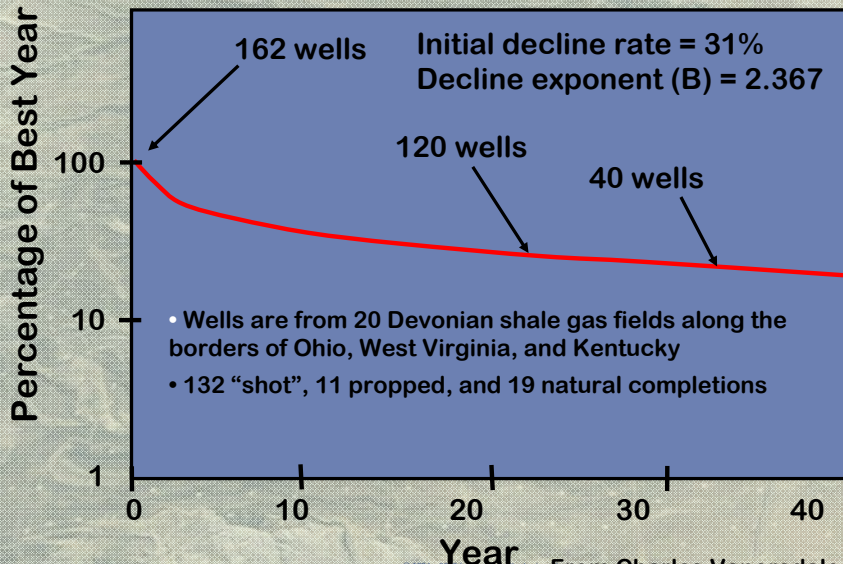 Percentage of Best Year
162 wells
Initial decline rate = 31%
Decline exponent (B) = 2.367
100
120 wells
40 wells
10
• Wells are from 20 Devonian shale gas fields along the
borders of Ohio, West Virginia, and Kentucky
• 132 “shot”, 11 propped, and 19 natural completions
1
0 10 20 30 40
Year
From Charles